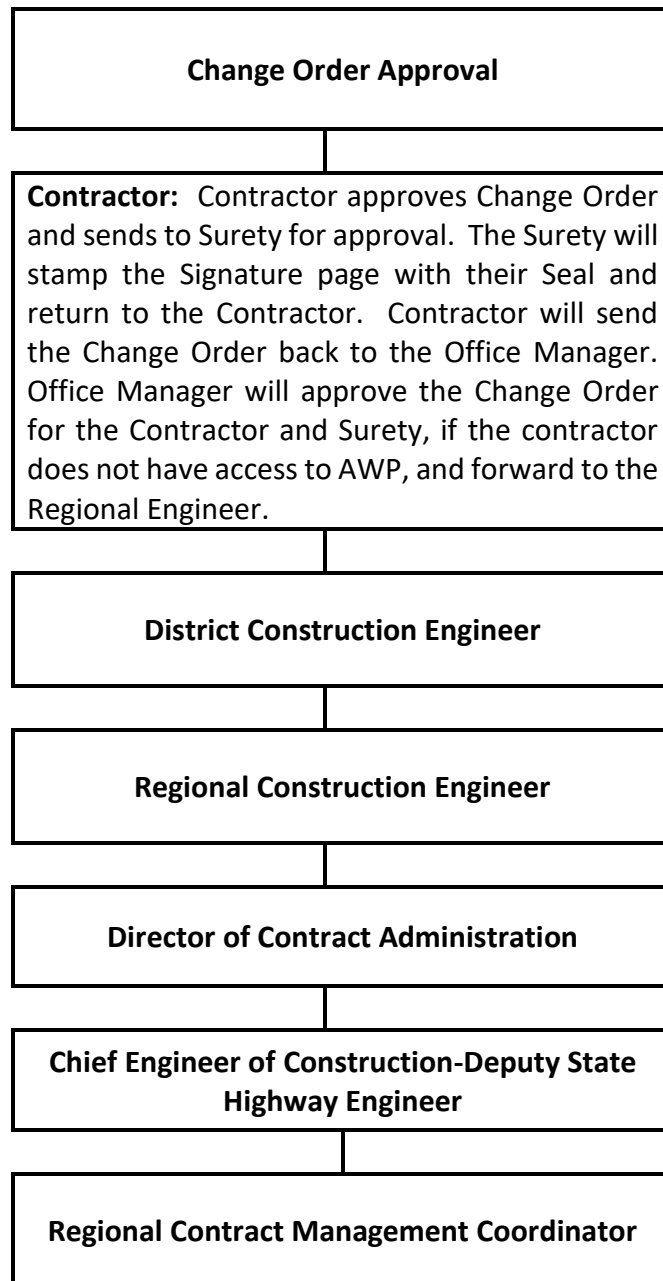 Change Order Approval
Contractor: Contractor approves Change Order
and sends to Surety for approval. The Surety will
stamp the Signature page with their Seal and
return to the Contractor. Contractor will send
the Change Order back to the Office Manager.
Office Manager will approve the Change Order
for the Contractor and Surety, if the contractor
does not have access to AWP, and forward to the
Regional Engineer.
District Construction Engineer
Regional Construction Engineer
Director of Contract Administration
Chief Engineer of Construction-Deputy State
Highway Engineer
Regional Contract Management Coordinator